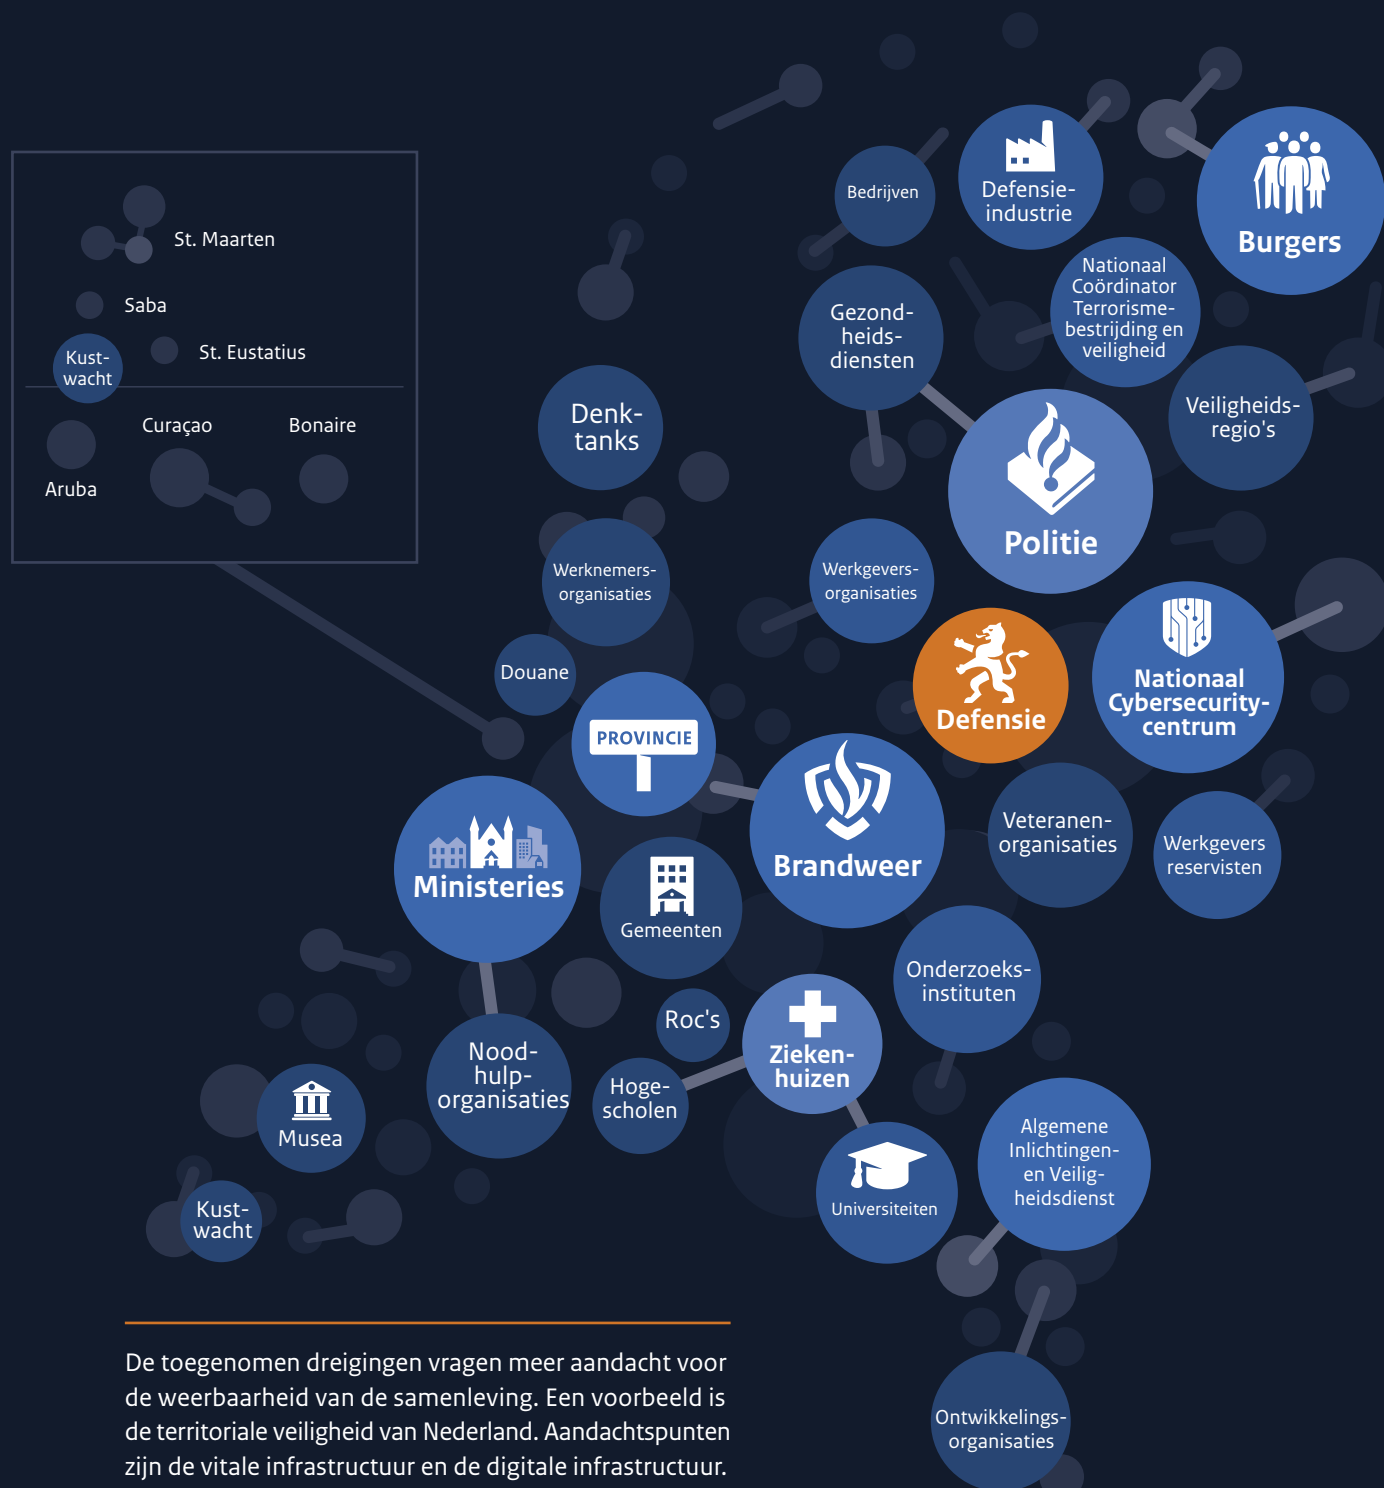 St. Maarten
Saba
St. Eustatius
Kust-
wacht
Curaçao
Bonaire
Aruba
Bedrijven
Defensie-
industrie
Burgers
Nationaal
Coördinator
Terrorisme-
bestrijding en
veiligheid
Gezond-
heids-
diensten
Veiligheids-
regio's
Denk-
tanks
Politie
Werknemers-
organisaties
Werkgevers-
organisaties
Douane
Defensie
Nationaal
Cybersecurity-
centrum
PROVINCIE
Ministeries
Brandweer
Veteranen-
organisaties
Werkgevers
reservisten
Gemeenten
Onderzoeks-
instituten
Roc's
Zieken-
huizen
Nood-
hulp-
organisaties
Hoge-
scholen
Musea
Algemene
Inlichtingen-
en Veilig-
heidsdienst
Universiteiten
Kust-
wacht
De toegenomen dreigingen vragen meer aandacht voor
de weerbaarheid van de samenleving. Een voorbeeld is
de territoriale veiligheid van Nederland. Aandachtspunten
zijn de vitale infrastructuur en de digitale infrastructuur.
Ontwikkelings-
organisaties